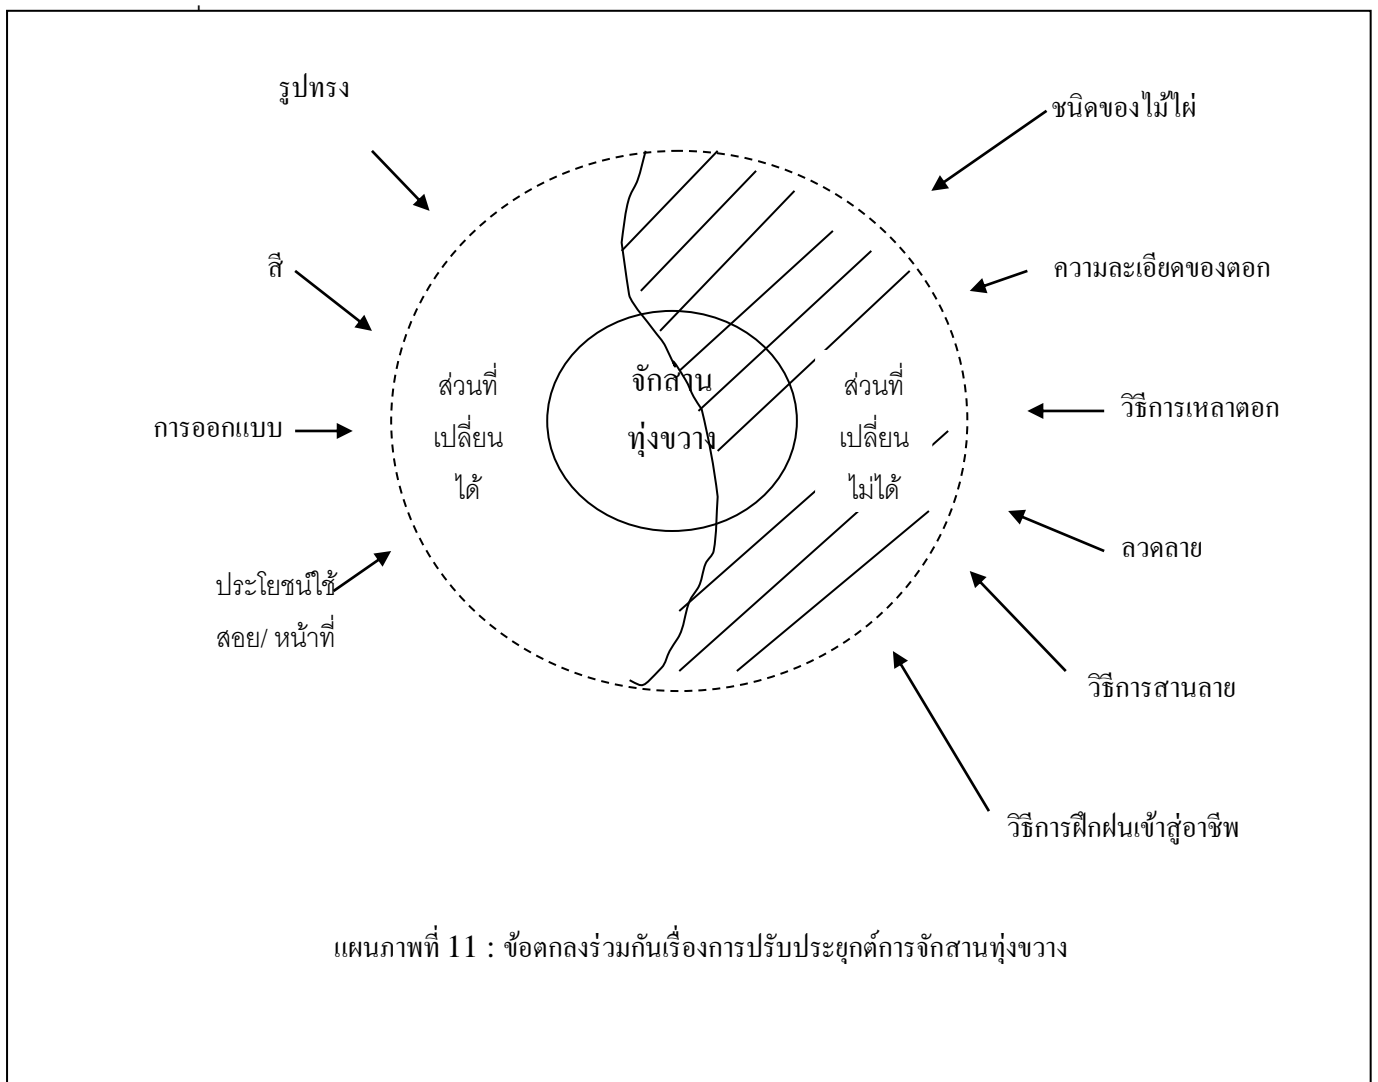 รูปทรง
ชนิดของไม้ไผ่
สี
ความละเอียดของตอก
ส่วนที่
เปลี่ยน
ได้
จักสาน
ทุ่งขวาง
ส่วนที่
เปลี่ยน
ไม่ได้
การออกแบบ
วิธีการเหลาตอก
ลวดลาย
ประโยชน์ใช้
สอย/ หน้าที่
วิธีการสานลาย
วิธีการฝึกฝนเข้าสู่อาชีพ
แผนภาพที่ 11 : ข้อตกลงร่วมกันเรื่องการปรับประยุกต์การจักสานทุ่งขวาง